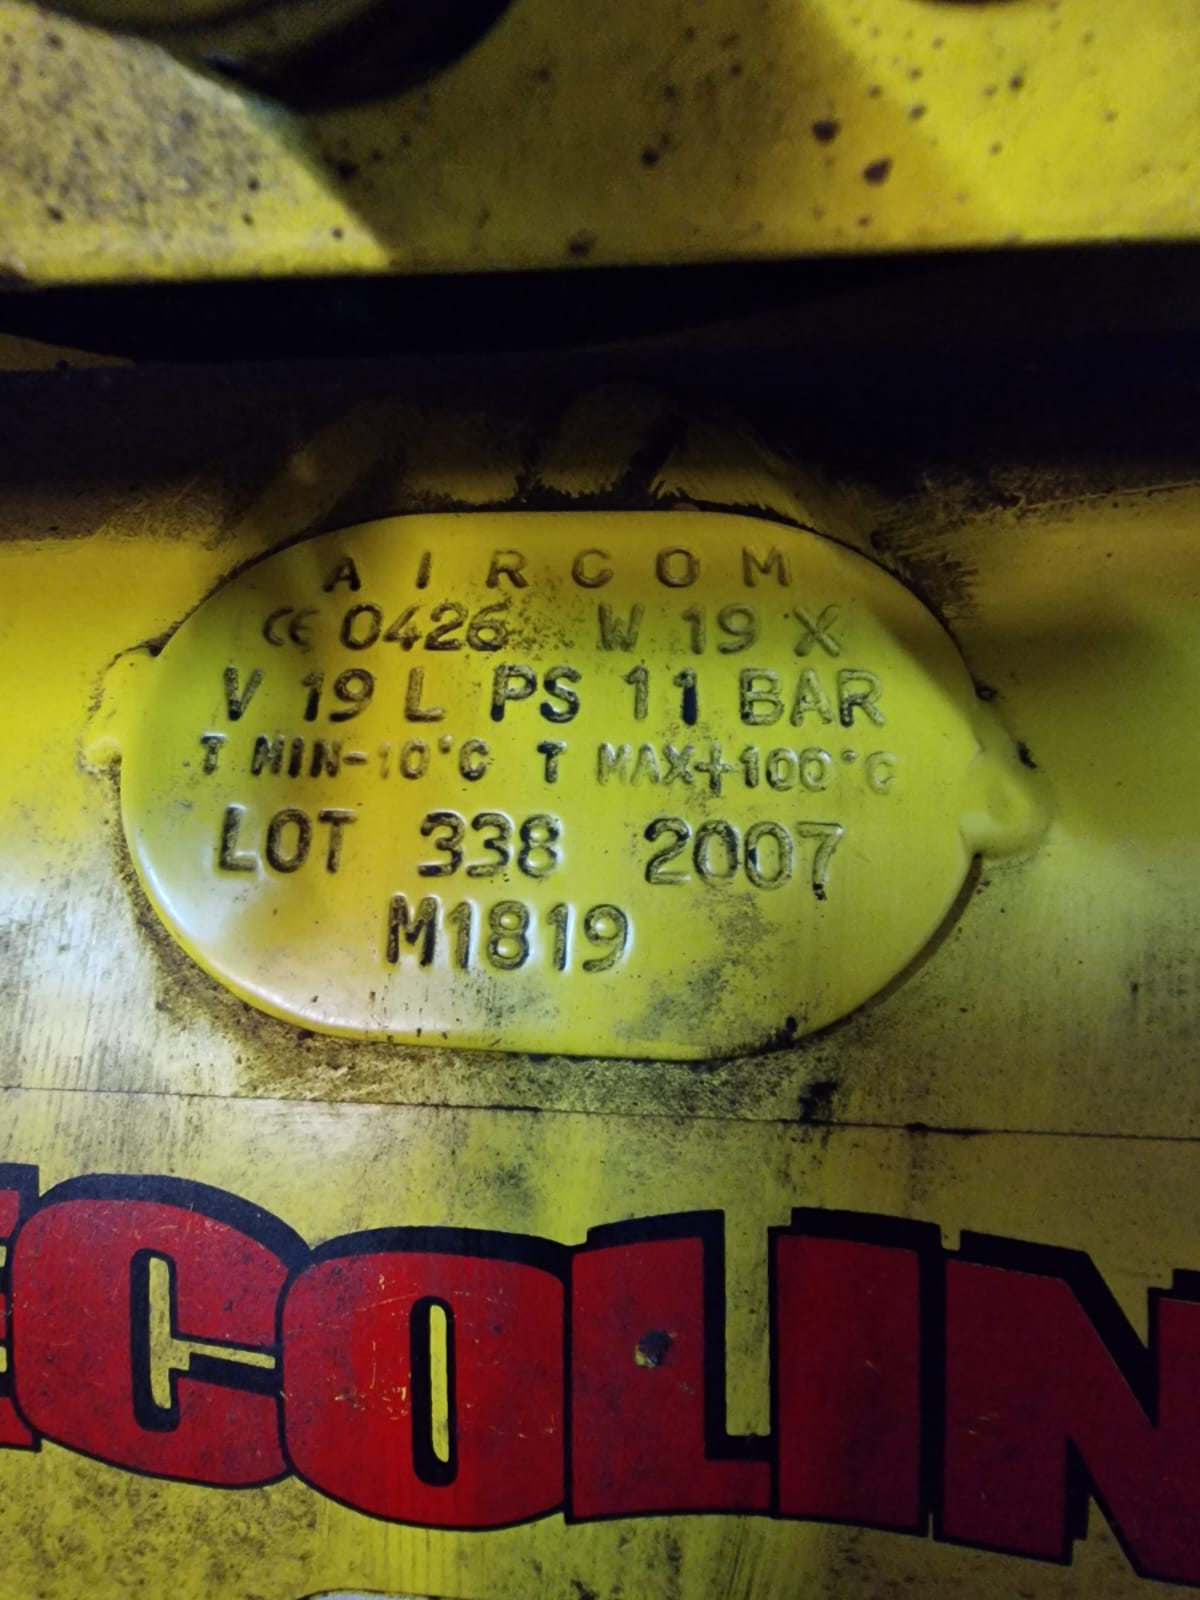 AIRCOM
CE 0426 W 19 X
V 19 L PS 11 BAR
T MIN-10°C T MAX+100°C
LOT 338 2007
M1819
ECOLIN